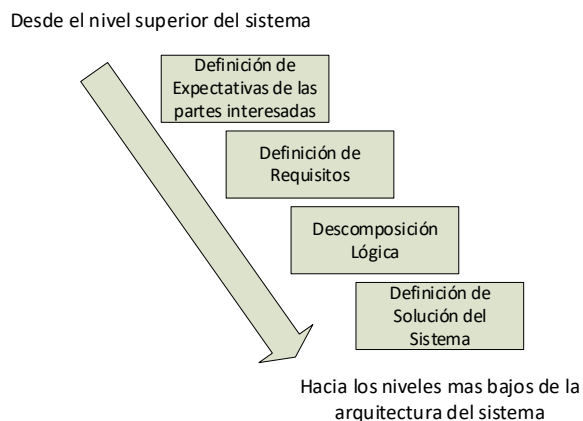 Desde el nivel superior del sistema
Definición de
Expectativas de las
partes interesadas
Definición de
Requisitos
Descomposición
Lógica
Definición de
Solución del
Sistema
Hacia los niveles mas bajos de la
arquitectura del sistema